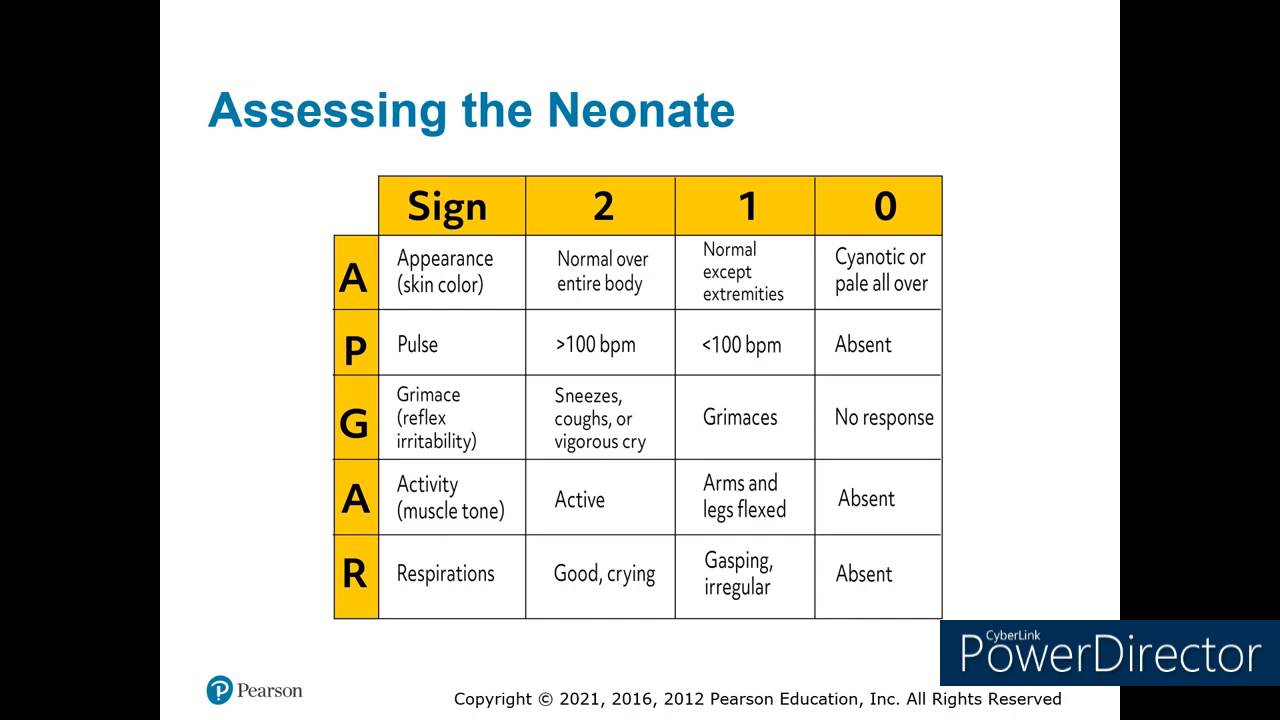 Assessing the Neonate
Sign 2 1 0
A
Appearance
(skin color)
Normal over
entire body
Normal
except
extremities
Cyanotic or
pale all over
P
Pulse
>100 bpm
<100 bpm
Absent
G
Grimace
(reflex
irritability)
Sneezes,
coughs, or
vigorous cry
Grimaces
No response
A
Activity
(muscle tone)
Active
Arms and
legs flexed
Absent
R
Respirations
Good, crying
Gasping,
irregular
Absent
CyberLink
PowerDirector
Pearson
Copyright © 2021, 2016, 2012 Pearson Education, Inc. All Rights Reserved